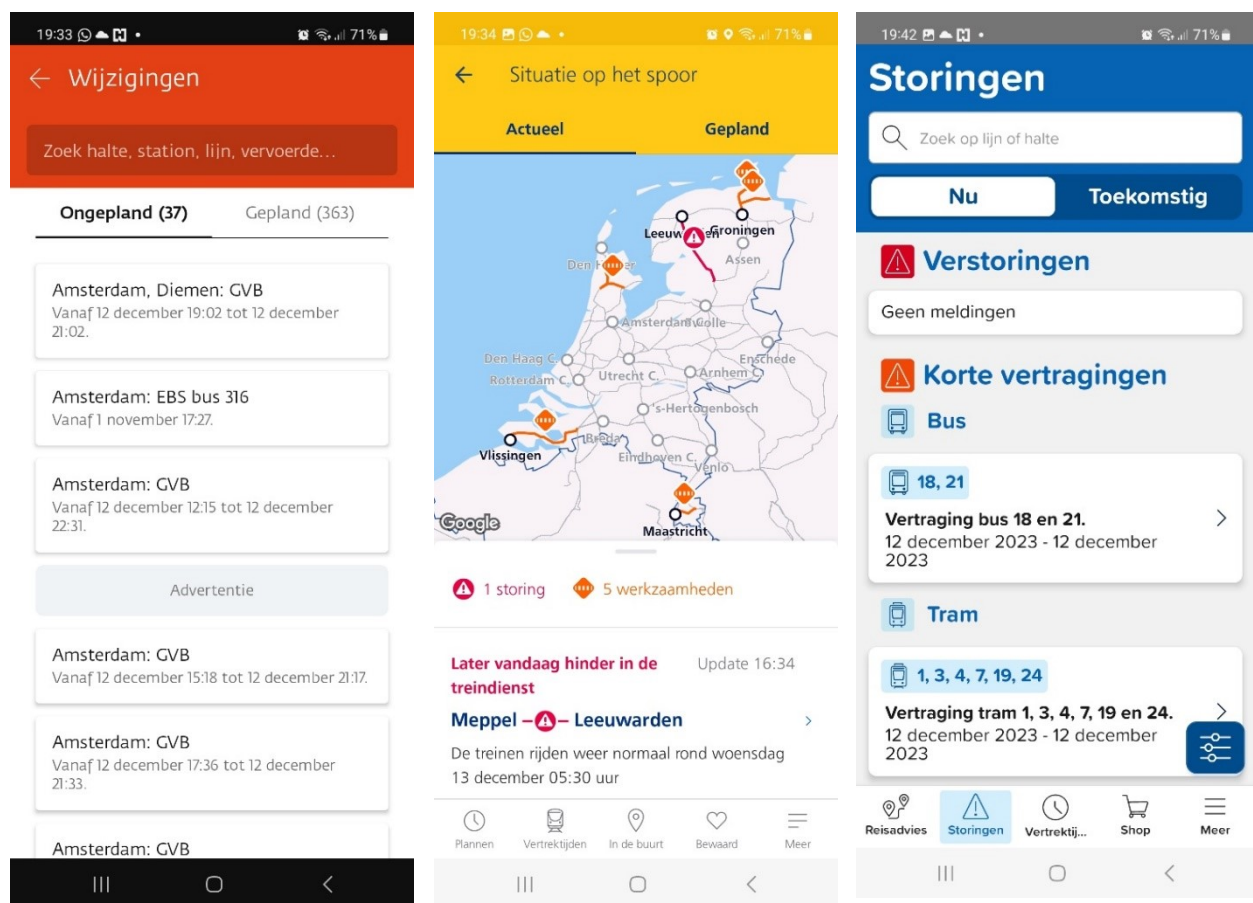 19:33
71%
Wijzigingen
Zoek halte, station, lijn, vervoerde...
Ongepland (37)
Gepland (363)
Amsterdam, Diemen: GVB
Vanaf 12 december 19:02 tot 12 december
21:02.
Amsterdam: EBS bus 316
Vanaf 1 november 17:27.
Amsterdam: GVB
Vanaf 12 december 12:15 tot 12 december
22:31.
Advertentie
Amsterdam: GVB
Vanaf 12 december 15:18 tot 12 december 21:17.
Amsterdam: GVB
Vanaf 12 december 17:36 tot 12 december
21:33.
Amsterdam: GVB
19:34
71%
Situatie op het spoor
Actueel
Gepland
Groningen
Assen
Den
Amsterdam
Den Haag C.
Enschede
Rotterdam C.
Utrecht C.
Arnhem C.
's-Hertogenbosch
Breda
Vlissingen
Eindhoven C.
Venlo
Google
Maastricht
1 storing
5 werkzaamheden
Later vandaag hinder in de
treindienst
Update 16:34
Meppel – – Leeuwarden
De treinen rijden weer normaal rond woensdag
13 december 05:30 uur
Plannen
Vertrektijden
In de buurt
Bewaard
Meer
19:42
71%
Storingen
Zoek op lijn of halte
Nu
Toekomstig
Verstoringen
Geen meldingen
Korte vertragingen
Bus
18, 21
Vertraging bus 18 en 21.
12 december 2023 - 12 december
2023
Tram
1, 3, 4, 7, 19, 24
Vertraging tram 1, 3, 4, 7, 19 en 24.
12 december 2023 - 12 december
2023
Reisadvies
Storingen
Vertrektij...
Shop
Meer